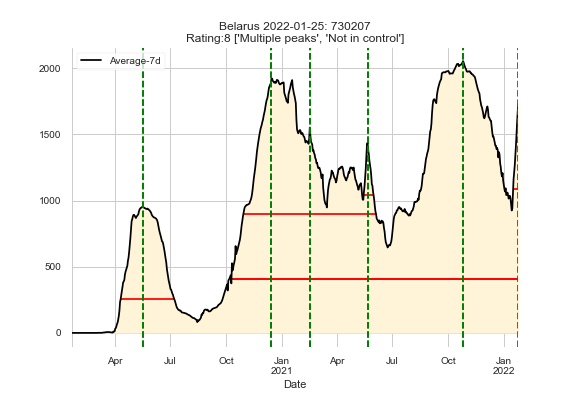 Belarus 2022-01-25: 730207
Rating:8 ['Multiple peaks', 'Not in control']
Average-7d
2000
1500
1000
500
0
Apr Jul Oct Jan Apr Jul Oct Jan
2021 2022
Date